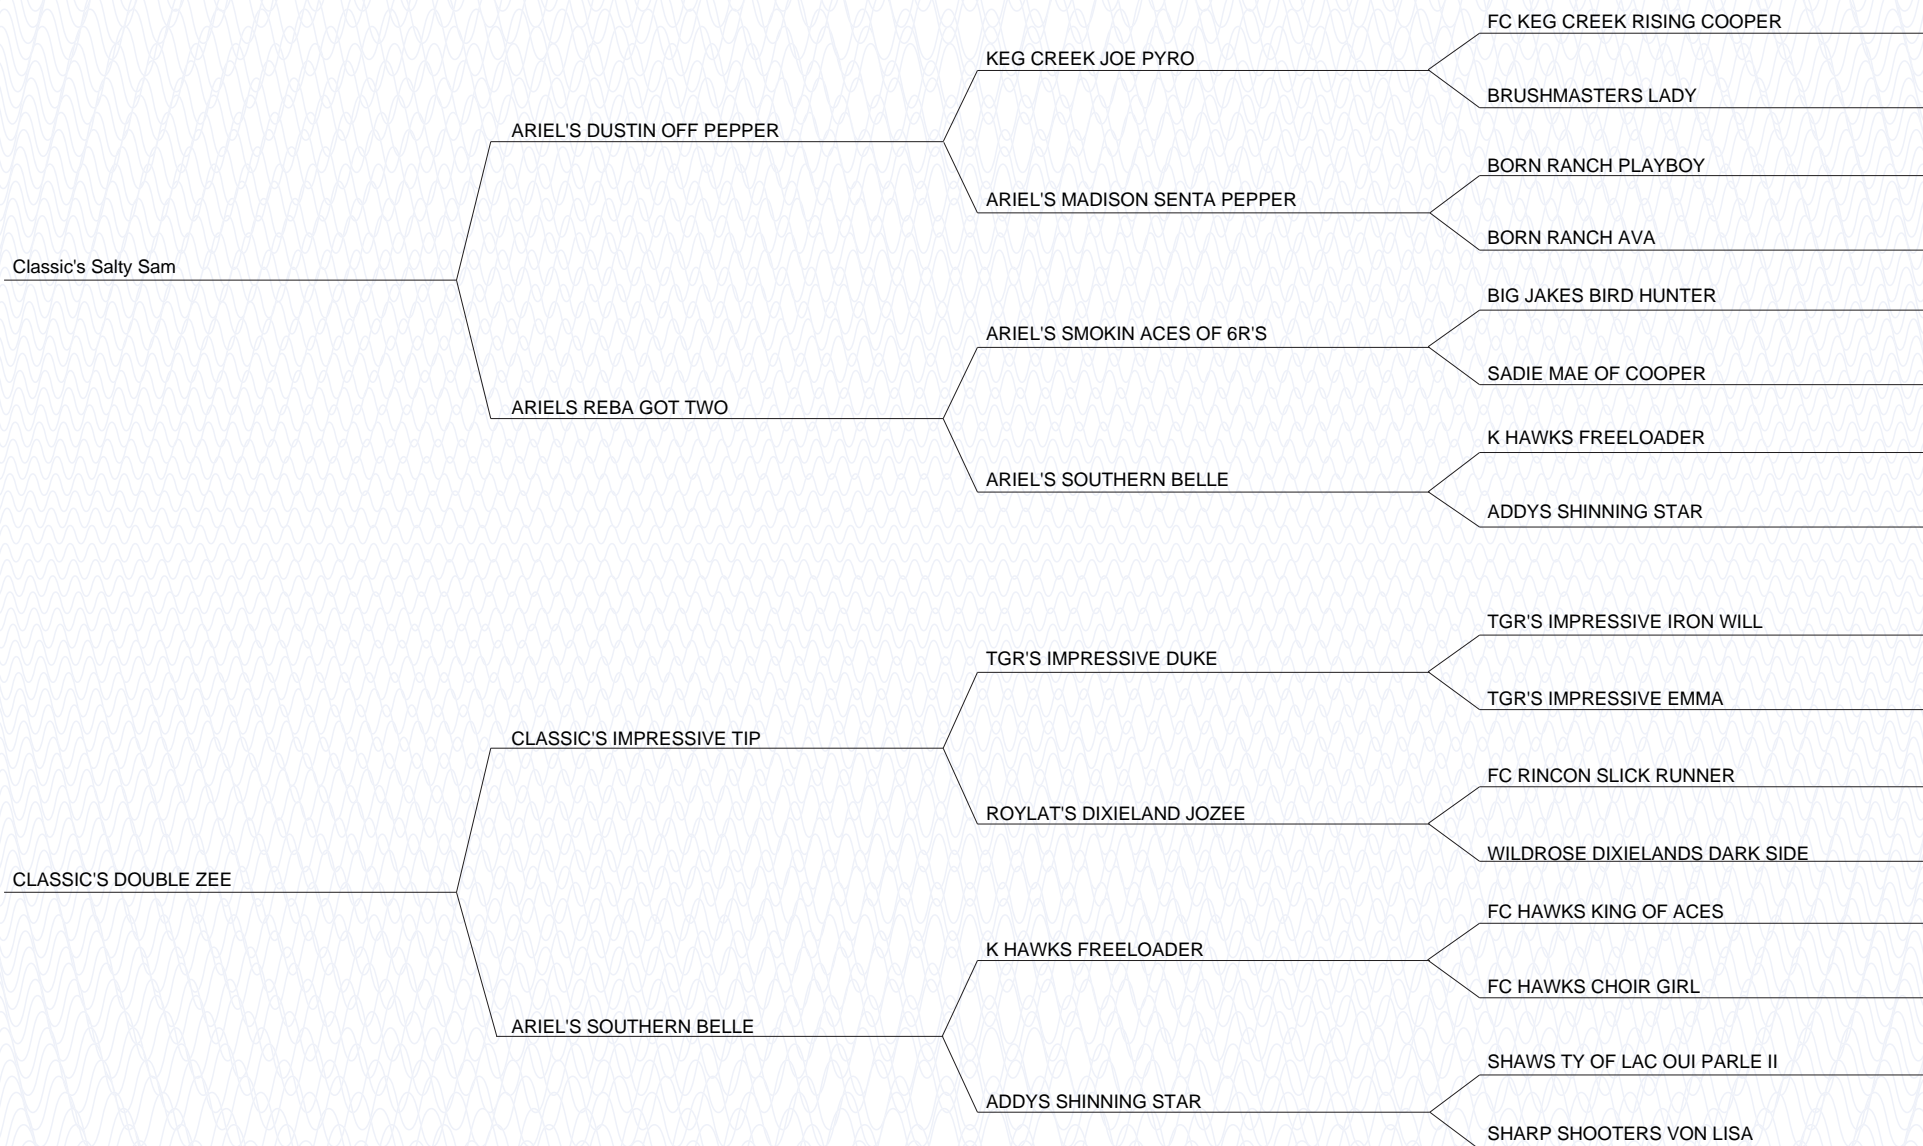 FC KEG CREEK RISING COOPER
KEG CREEK JOE PYRO
BRUSHMASTERS LADY
ARIEL'S DUSTIN OFF PEPPER
BORN RANCH PLAYBOY
ARIEL'S MADISON SENTA PEPPER
BORN RANCH AVA
Classic's Salty Sam
BIG JAKES BIRD HUNTER
ARIEL'S SMOKIN ACES OF 6R'S
SADIE MAE OF COOPER
ARIELS REBA GOT TWO
K HAWKS FREELOADER
ARIEL'S SOUTHERN BELLE
ADDYS SHINNING STAR
TGR'S IMPRESSIVE IRON WILL
TGR'S IMPRESSIVE DUKE
TGR'S IMPRESSIVE EMMA
CLASSIC'S IMPRESSIVE TIP
FC RINCON SLICK RUNNER
ROYLAT'S DIXIELAND JOZEE
WILDROSE DIXIELANDS DARK SIDE
CLASSIC'S DOUBLE ZEE
FC HAWKS KING OF ACES
K HAWKS FREELOADER
FC HAWKS CHOIR GIRL
ARIEL'S SOUTHERN BELLE
SHAWS TY OF LAC OUI PARLE II
ADDYS SHINNING STAR
SHARP SHOOTERS VON LISA